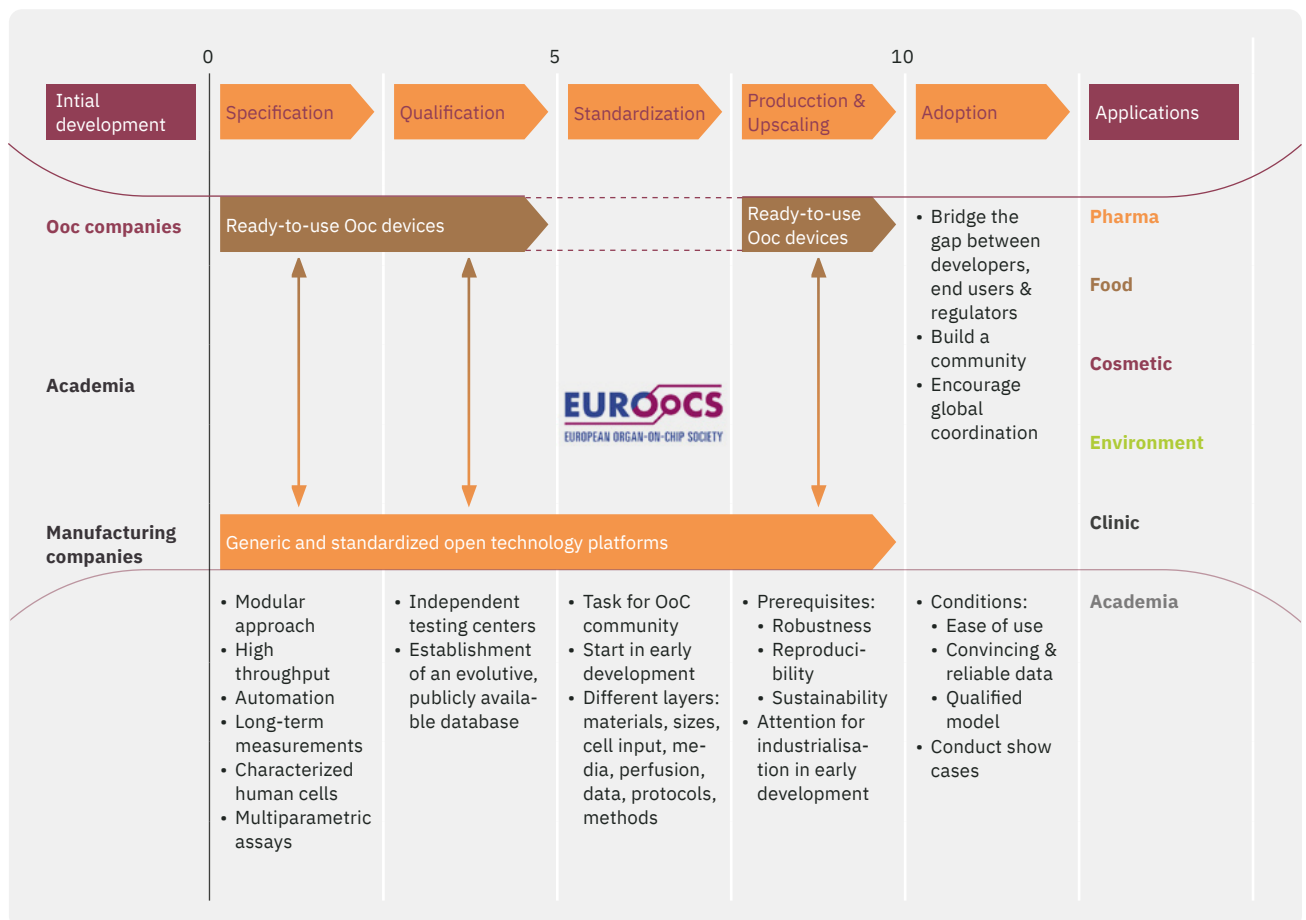 0
5
10
Intial
development
Specification
Qualification
Standardization
Producction &
Upscaling
Adoption
Applications
Ooc companies
Ready-to-use Ooc devices
Ready-to-use
Ooc devices
• Bridge the
gap between
developers,
end users &
regulators
• Build a
community
• Encourage
global
coordination
Pharma
Food
Cosmetic
Environment
Clinic
Academia
Academia
EUROoCS
EUROPEAN ORGAN-ON-CHIP SOCIETY
Manufacturing
companies
Generic and standardized open technology platforms
• Modular
approach
• High
throughput
• Automation
• Long-term
measurements
• Characterized
human cells
• Multiparametric
assays
• Independent
testing centers
• Establishment
of an evolutive,
publicly availa-
ble database
• Task for OoC
community
• Start in early
development
• Different layers:
materials, sizes,
cell input, me-
dia, perfusion,
data, protocols,
methods
• Prerequisites:
• Robustness
• Reproduci-
bility
• Sustainability
• Attention for
industrialisa-
tion in early
development
• Conditions:
• Ease of use
• Convincing &
reliable data
• Qualified
model
• Conduct show
cases